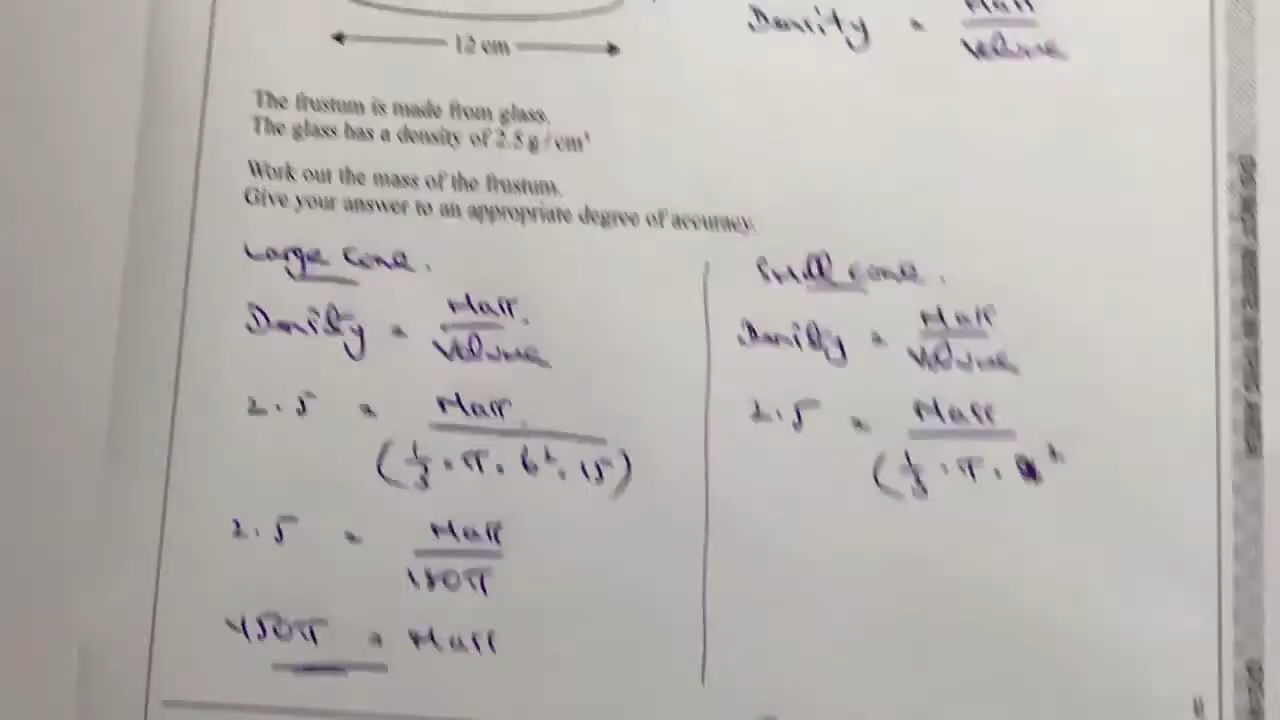 Density = Mass / Volume
12 cm
The frustum is made from glass.
The glass has a density of 2.5 g / cm³
Work out the mass of the frustum.
Give your answer to an appropriate degree of accuracy.
Large cone.
Density = Mass / Volume
2.5 = Mass / (1/3 × π × 6² × 15)
2.5 = Mass / 180π
450π = Mass
Small cone.
Density = Mass / Volume
2.5 = Mass / (1/3 × π ×